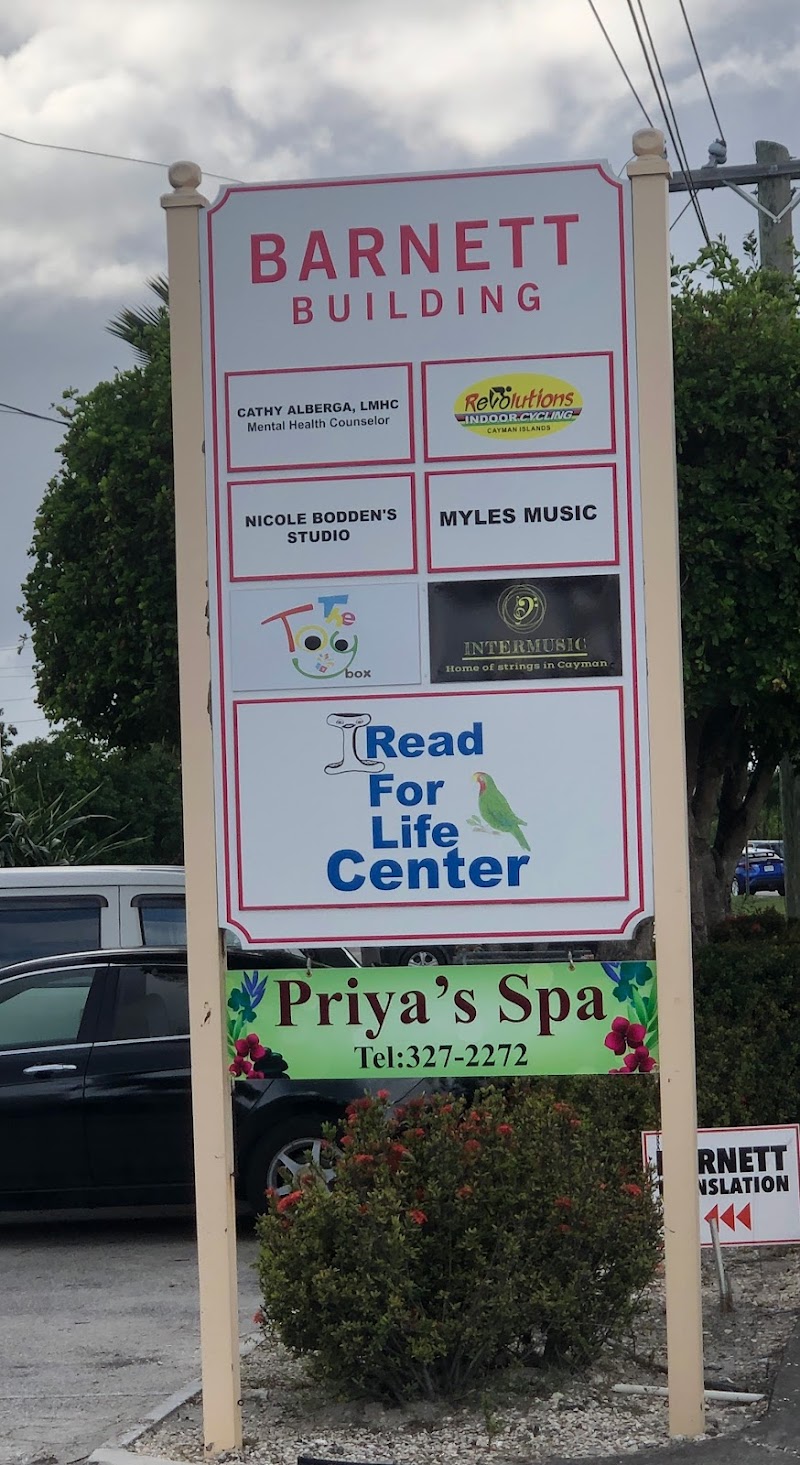 BARNETT
BUILDING
CATHY ALBERGA, LMHC
Mental Health Counselor
Revolutions
INDOOR CYCLING
CAYMAN ISLANDS
NICOLE BODDEN'S
STUDIO
MYLES MUSIC
The
Toy
box
INTERMUSIC
Home of strings in Cayman
I Read
For
Life
Center
Priya's Spa
Tel:327-2272
RNETT
NSLATION